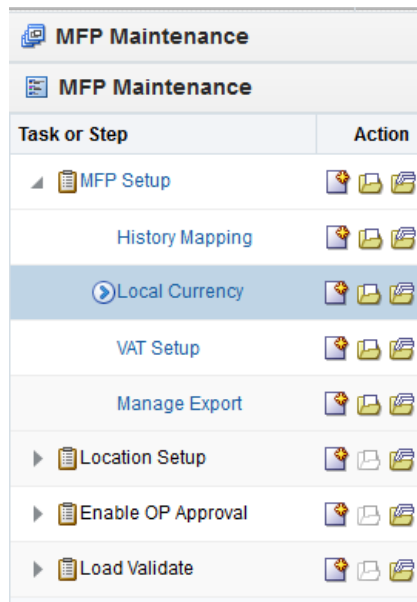 MFP Maintenance
MFP Maintenance
Task or Step Action
MFP Setup
History Mapping
Local Currency
VAT Setup
Manage Export
Location Setup
Enable OP Approval
Load Validate